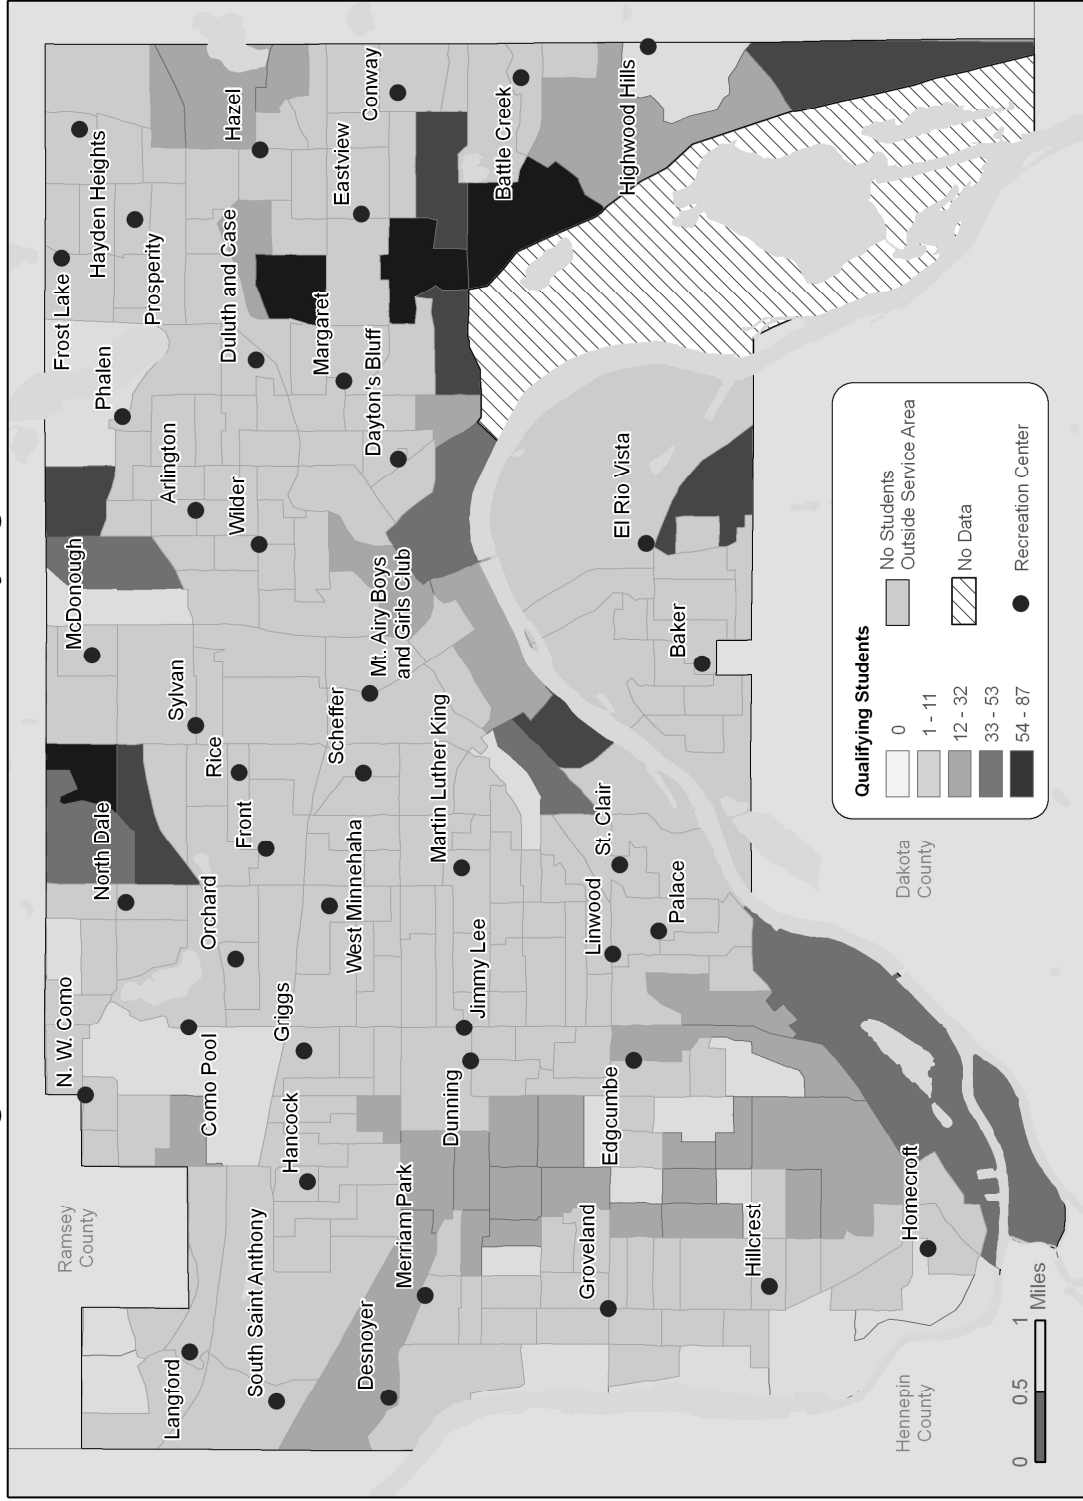 Frost Lake
Hayden Heights
Prosperity
Phalen
Hazel
Duluth and Case
Conway
Eastview
Margaret
Dayton's Bluff
Battle Creek
Highwood Hills
Arlington
Wilder
McDonough
Mt. Airy Boys
and Girls Club
El Rio Vista
Baker
Sylvan
Rice
Scheffer
Front
North Dale
Martin Luther King
St. Clair
Orchard
West Minnehaha
Linwood
Palace
N. W. Como
Como Pool
Griggs
Jimmy Lee
Dunning
Edgcumbe
Hancock
Merriam Park
Groveland
Hillcrest
Homecroft
South Saint Anthony
Desnoyer
Langford
Ramsey
County
Dakota
County
Hennepin
County
Qualifying Students
0
1 - 11
12 - 32
33 - 53
54 - 87
No Students
Outside Service Area
No Data
Recreation Center
0 0.5 1
Miles